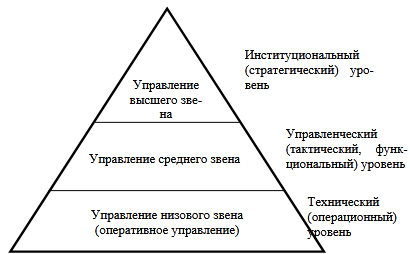 Институциональный
(стратегический) уро-
вень
Управление
высшего зве-
на
Управленческий
(тактический, функ-
циональный) уровень
Управление среднего звена
Технический
(операционный)
уровень
Управление низового звена
(оперативное управление)